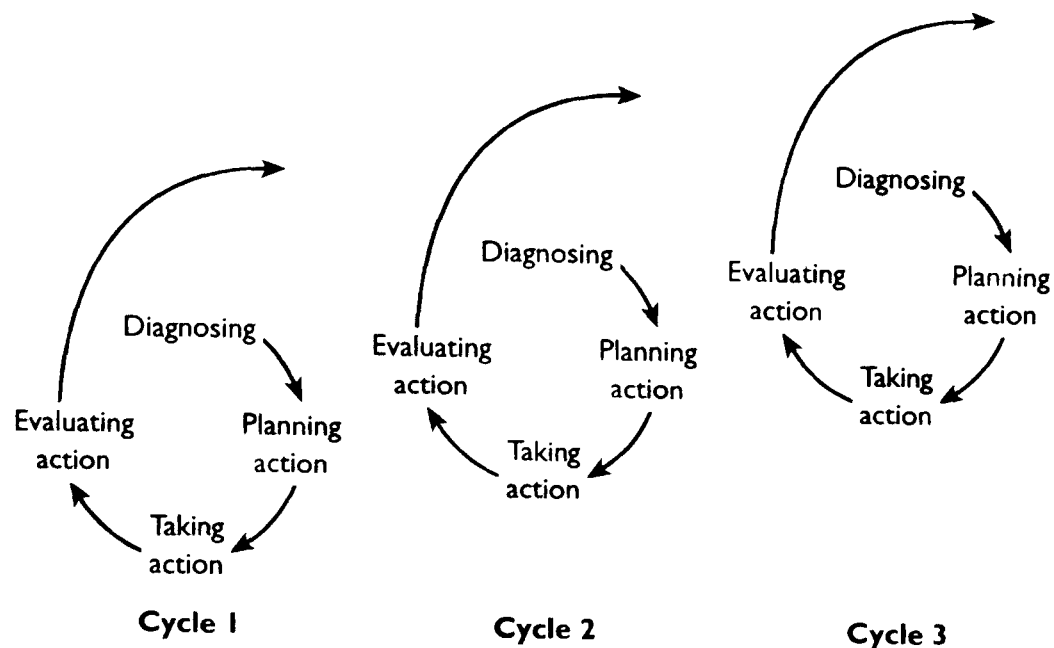 Diagnosing
Planning
action
Taking
action
Evaluating
action
Cycle 1
Diagnosing
Planning
action
Taking
action
Evaluating
action
Cycle 2
Diagnosing
Planning
action
Taking
action
Evaluating
action
Cycle 3